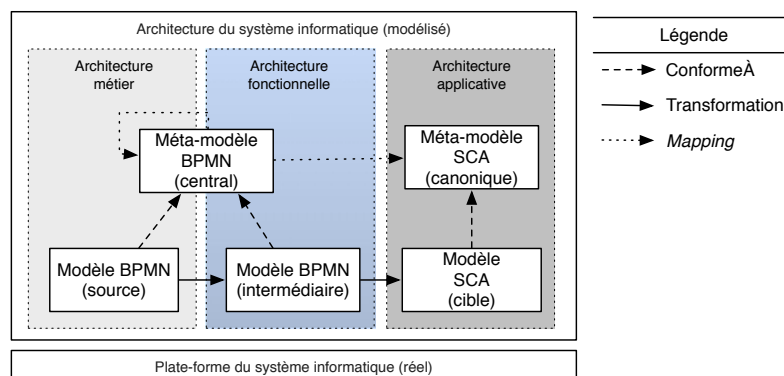 Architecture du système informatique (modélisé)
Architecture
métier
Architecture
fonctionnelle
Architecture
applicative
Méta-modèle
BPMN
(central)
Méta-modèle
SCA
(canonique)
Modèle BPMN
(source)
Modèle BPMN
(intermédiaire)
Modèle
SCA
(cible)
Plate-forme du système informatique (réel)
Légende
ConformeÀ
Transformation
Mapping